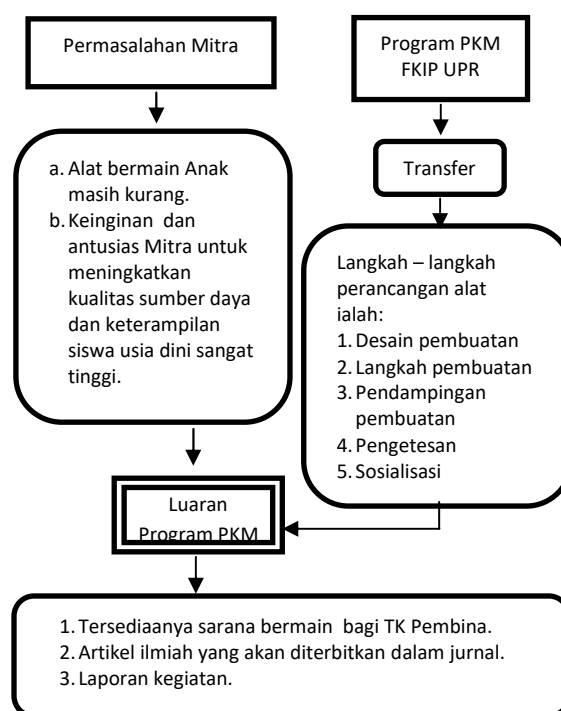 Permasalahan Mitra
Program PKM
FKIP UPR
a. Alat bermain Anak
masih kurang.
b. Keinginan dan
antusias Mitra untuk
meningkatkan
kualitas sumber daya
dan keterampilan
siswa usia dini sangat
tinggi.
Transfer
Langkah – langkah
perancangan alat
ialah:
1. Desain pembuatan
2. Langkah pembuatan
3. Pendampingan
pembuatan
4. Pengetesan
5. Sosialisasi
Luaran
Program PKM
1. Tersediaanya sarana bermain bagi TK Pembina.
2. Artikel ilmiah yang akan diterbitkan dalam jurnal.
3. Laporan kegiatan.